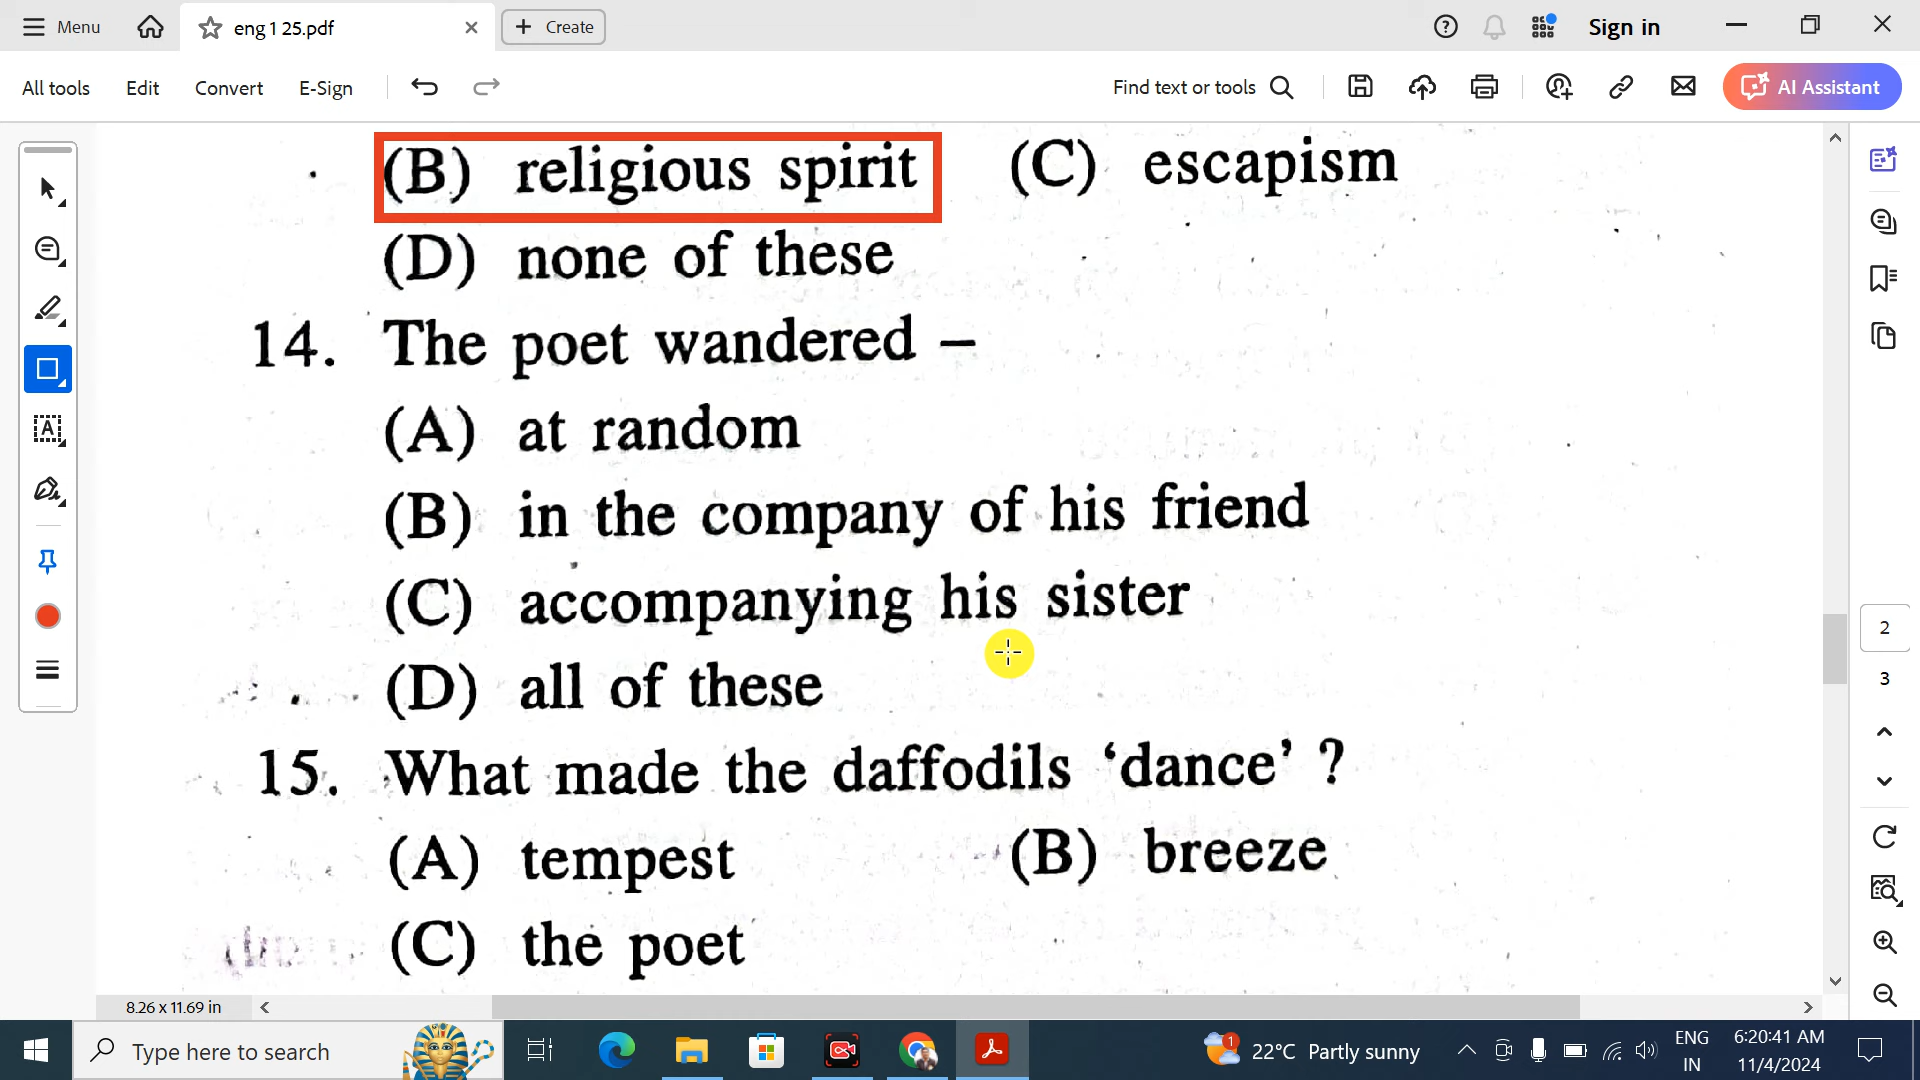 Menu
eng 1 25.pdf
Create
Sign in
All tools
Edit
Convert
E-Sign
Find text or tools
AI Assistant
(B) religious spirit (C) escapism
(D) none of these
14. The poet wandered –
(A) at random
(B) in the company of his friend
(C) accompanying his sister
(D) all of these
15. What made the daffodils ‘dance’ ?
(A) tempest (B) breeze
(C) the poet
2
3
8.26 x 11.69 in
Type here to search
1
22°C Partly sunny
ENG
IN
6:20:41 AM
11/4/2024